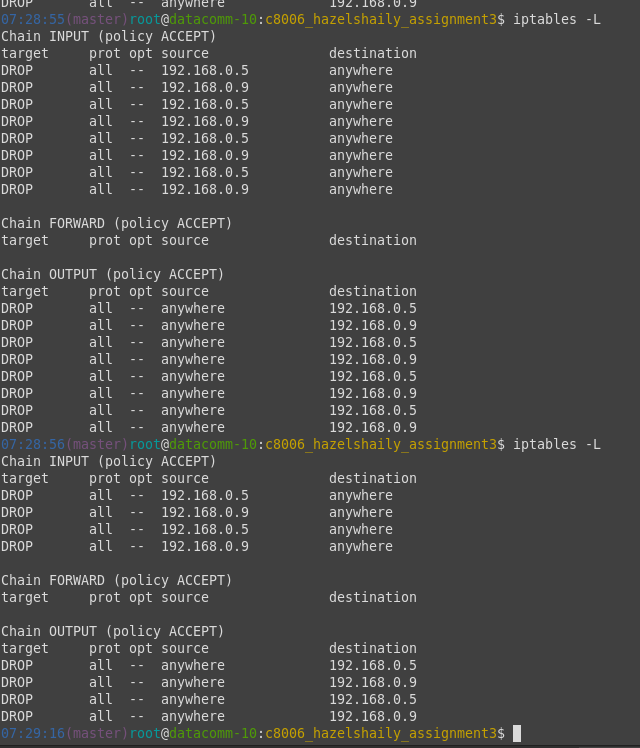 DROP       all  --  anywhere             192.168.0.9
07:28:55(master)root@datacomm-10:c8006_hazelshaily_assignment3$ iptables -L
Chain INPUT (policy ACCEPT)
target     prot opt source               destination
DROP       all  --  192.168.0.5          anywhere
DROP       all  --  192.168.0.9          anywhere
DROP       all  --  192.168.0.5          anywhere
DROP       all  --  192.168.0.9          anywhere
DROP       all  --  192.168.0.5          anywhere
DROP       all  --  192.168.0.9          anywhere
DROP       all  --  192.168.0.5          anywhere
DROP       all  --  192.168.0.9          anywhere

Chain FORWARD (policy ACCEPT)
target     prot opt source               destination

Chain OUTPUT (policy ACCEPT)
target     prot opt source               destination
DROP       all  --  anywhere             192.168.0.5
DROP       all  --  anywhere             192.168.0.9
DROP       all  --  anywhere             192.168.0.5
DROP       all  --  anywhere             192.168.0.9
DROP       all  --  anywhere             192.168.0.5
DROP       all  --  anywhere             192.168.0.9
DROP       all  --  anywhere             192.168.0.5
DROP       all  --  anywhere             192.168.0.9
07:28:56(master)root@datacomm-10:c8006_hazelshaily_assignment3$ iptables -L
Chain INPUT (policy ACCEPT)
target     prot opt source               destination
DROP       all  --  192.168.0.5          anywhere
DROP       all  --  192.168.0.9          anywhere
DROP       all  --  192.168.0.5          anywhere
DROP       all  --  192.168.0.9          anywhere

Chain FORWARD (policy ACCEPT)
target     prot opt source               destination

Chain OUTPUT (policy ACCEPT)
target     prot opt source               destination
DROP       all  --  anywhere             192.168.0.5
DROP       all  --  anywhere             192.168.0.9
DROP       all  --  anywhere             192.168.0.5
DROP       all  --  anywhere             192.168.0.9
07:29:16(master)root@datacomm-10:c8006_hazelshaily_assignment3$